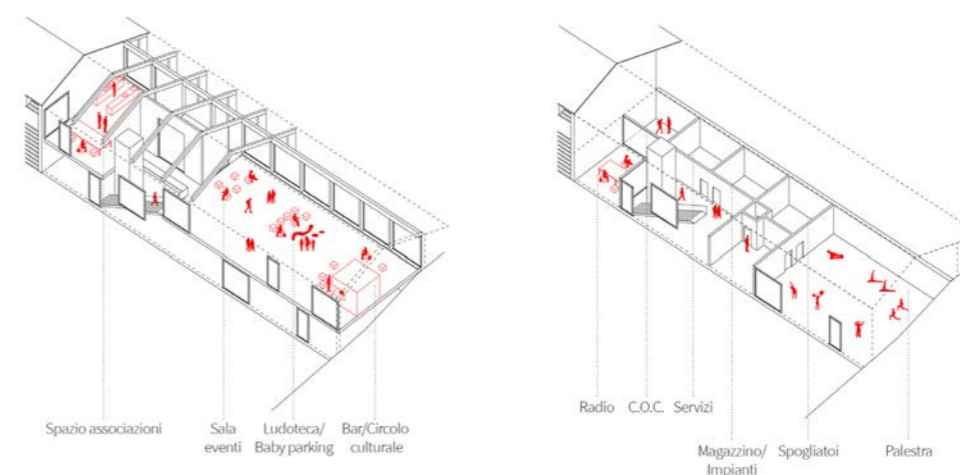 Spazio associazioni
Sala
eventi
Ludoteca/
Baby parking
Bar/Circolo
culturale
Radio
C.O.C.
Servizi
Magazzino/
Impianti
Spogliatoi
Palestra